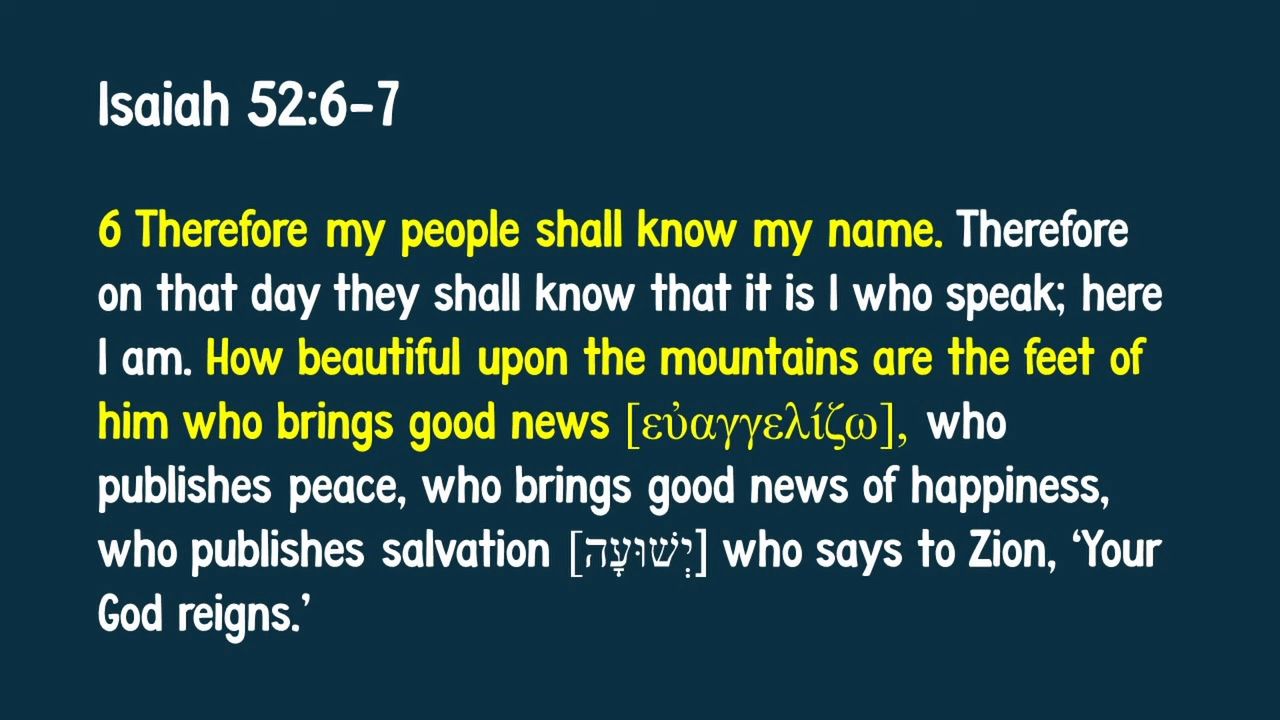 Isaiah 52:6–7
6 Therefore my people shall know my name. Therefore
on that day they shall know that it is I who speak; here
I am. How beautiful upon the mountains are the feet of
him who brings good news [εὐαγγελίζω], who
publishes peace, who brings good news of happiness,
who publishes salvation [יְשׁוּעָה] who says to Zion, ‘Your
God reigns.’